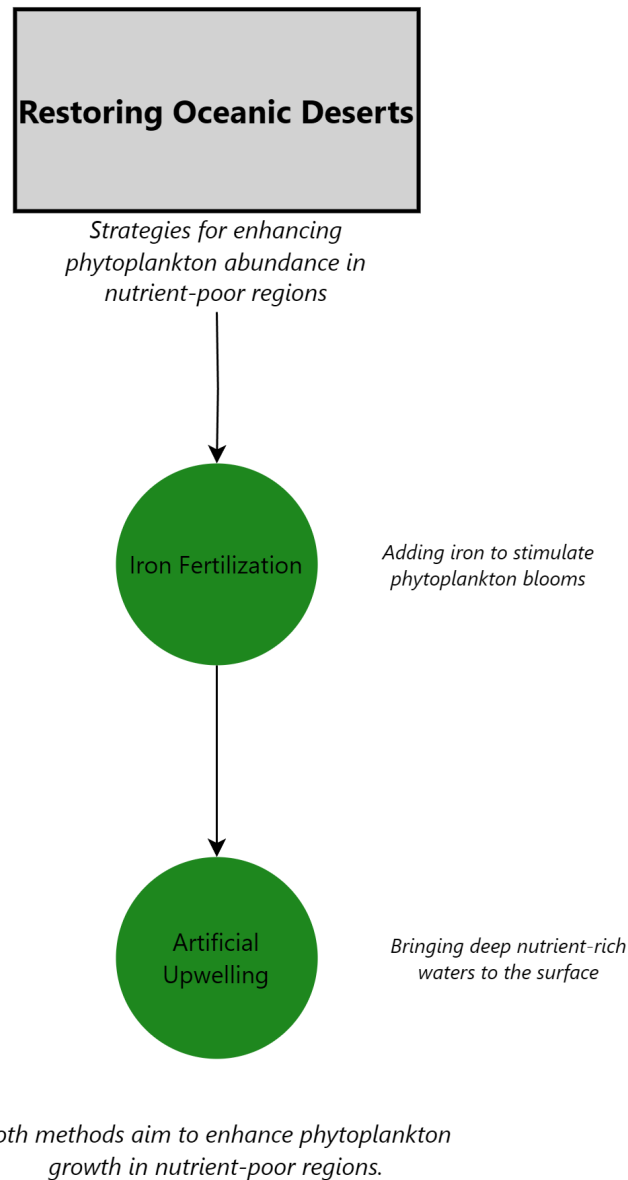 Restoring Oceanic Deserts
Strategies for enhancing
phytoplankton abundance in
nutrient-poor regions
Iron Fertilization
Adding iron to stimulate
phytoplankton blooms
Artificial
Upwelling
Bringing deep nutrient-rich
waters to the surface
oth methods aim to enhance phytoplankton
growth in nutrient-poor regions.